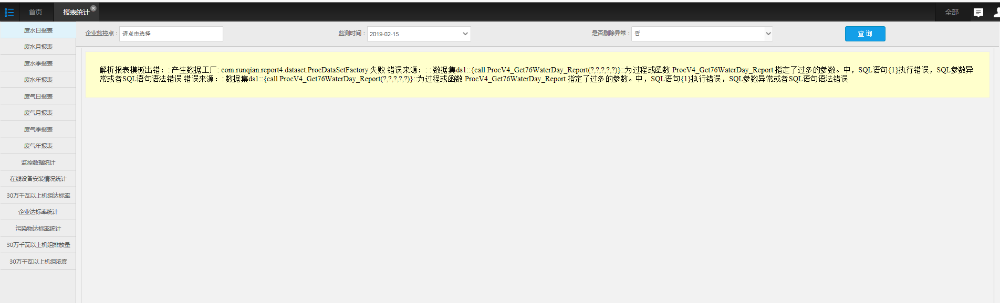 首页
报表统计
全部
废水日报表
废水月报表
废水季报表
废水年报表
废气日报表
废气月报表
废气季报表
废气年报表
监控数据统计
在线设备安装情况统计
30万千瓦以上机组达标率
企业达标率统计
污染物达标率统计
30万千瓦以上机组排放量
30万千瓦以上机组浓度
企业监控点： 请点击选择
监测时间： 2019-02-15
是否剔除异常： 否
查 询
解析报表模板出错：: 产生数据工厂: com.runqian.report4.dataset.ProcDataSetFactory 失败 错误来源：: : 数据集ds1::{call ProcV4_Get76WaterDay_Report(?,?,?,?,?)}::为过程或函数 ProcV4_Get76WaterDay_Report 指定了过多的参数。中，SQL语句{1}执行错误，SQL参数异
常或者SQL语句语法错误 错误来源：: 数据集ds1::{call ProcV4_Get76WaterDay_Report(?,?,?,?,?)}::为过程或函数 ProcV4_Get76WaterDay_Report 指定了过多的参数。中，SQL语句{1}执行错误，SQL参数异常或者SQL语句语法错误